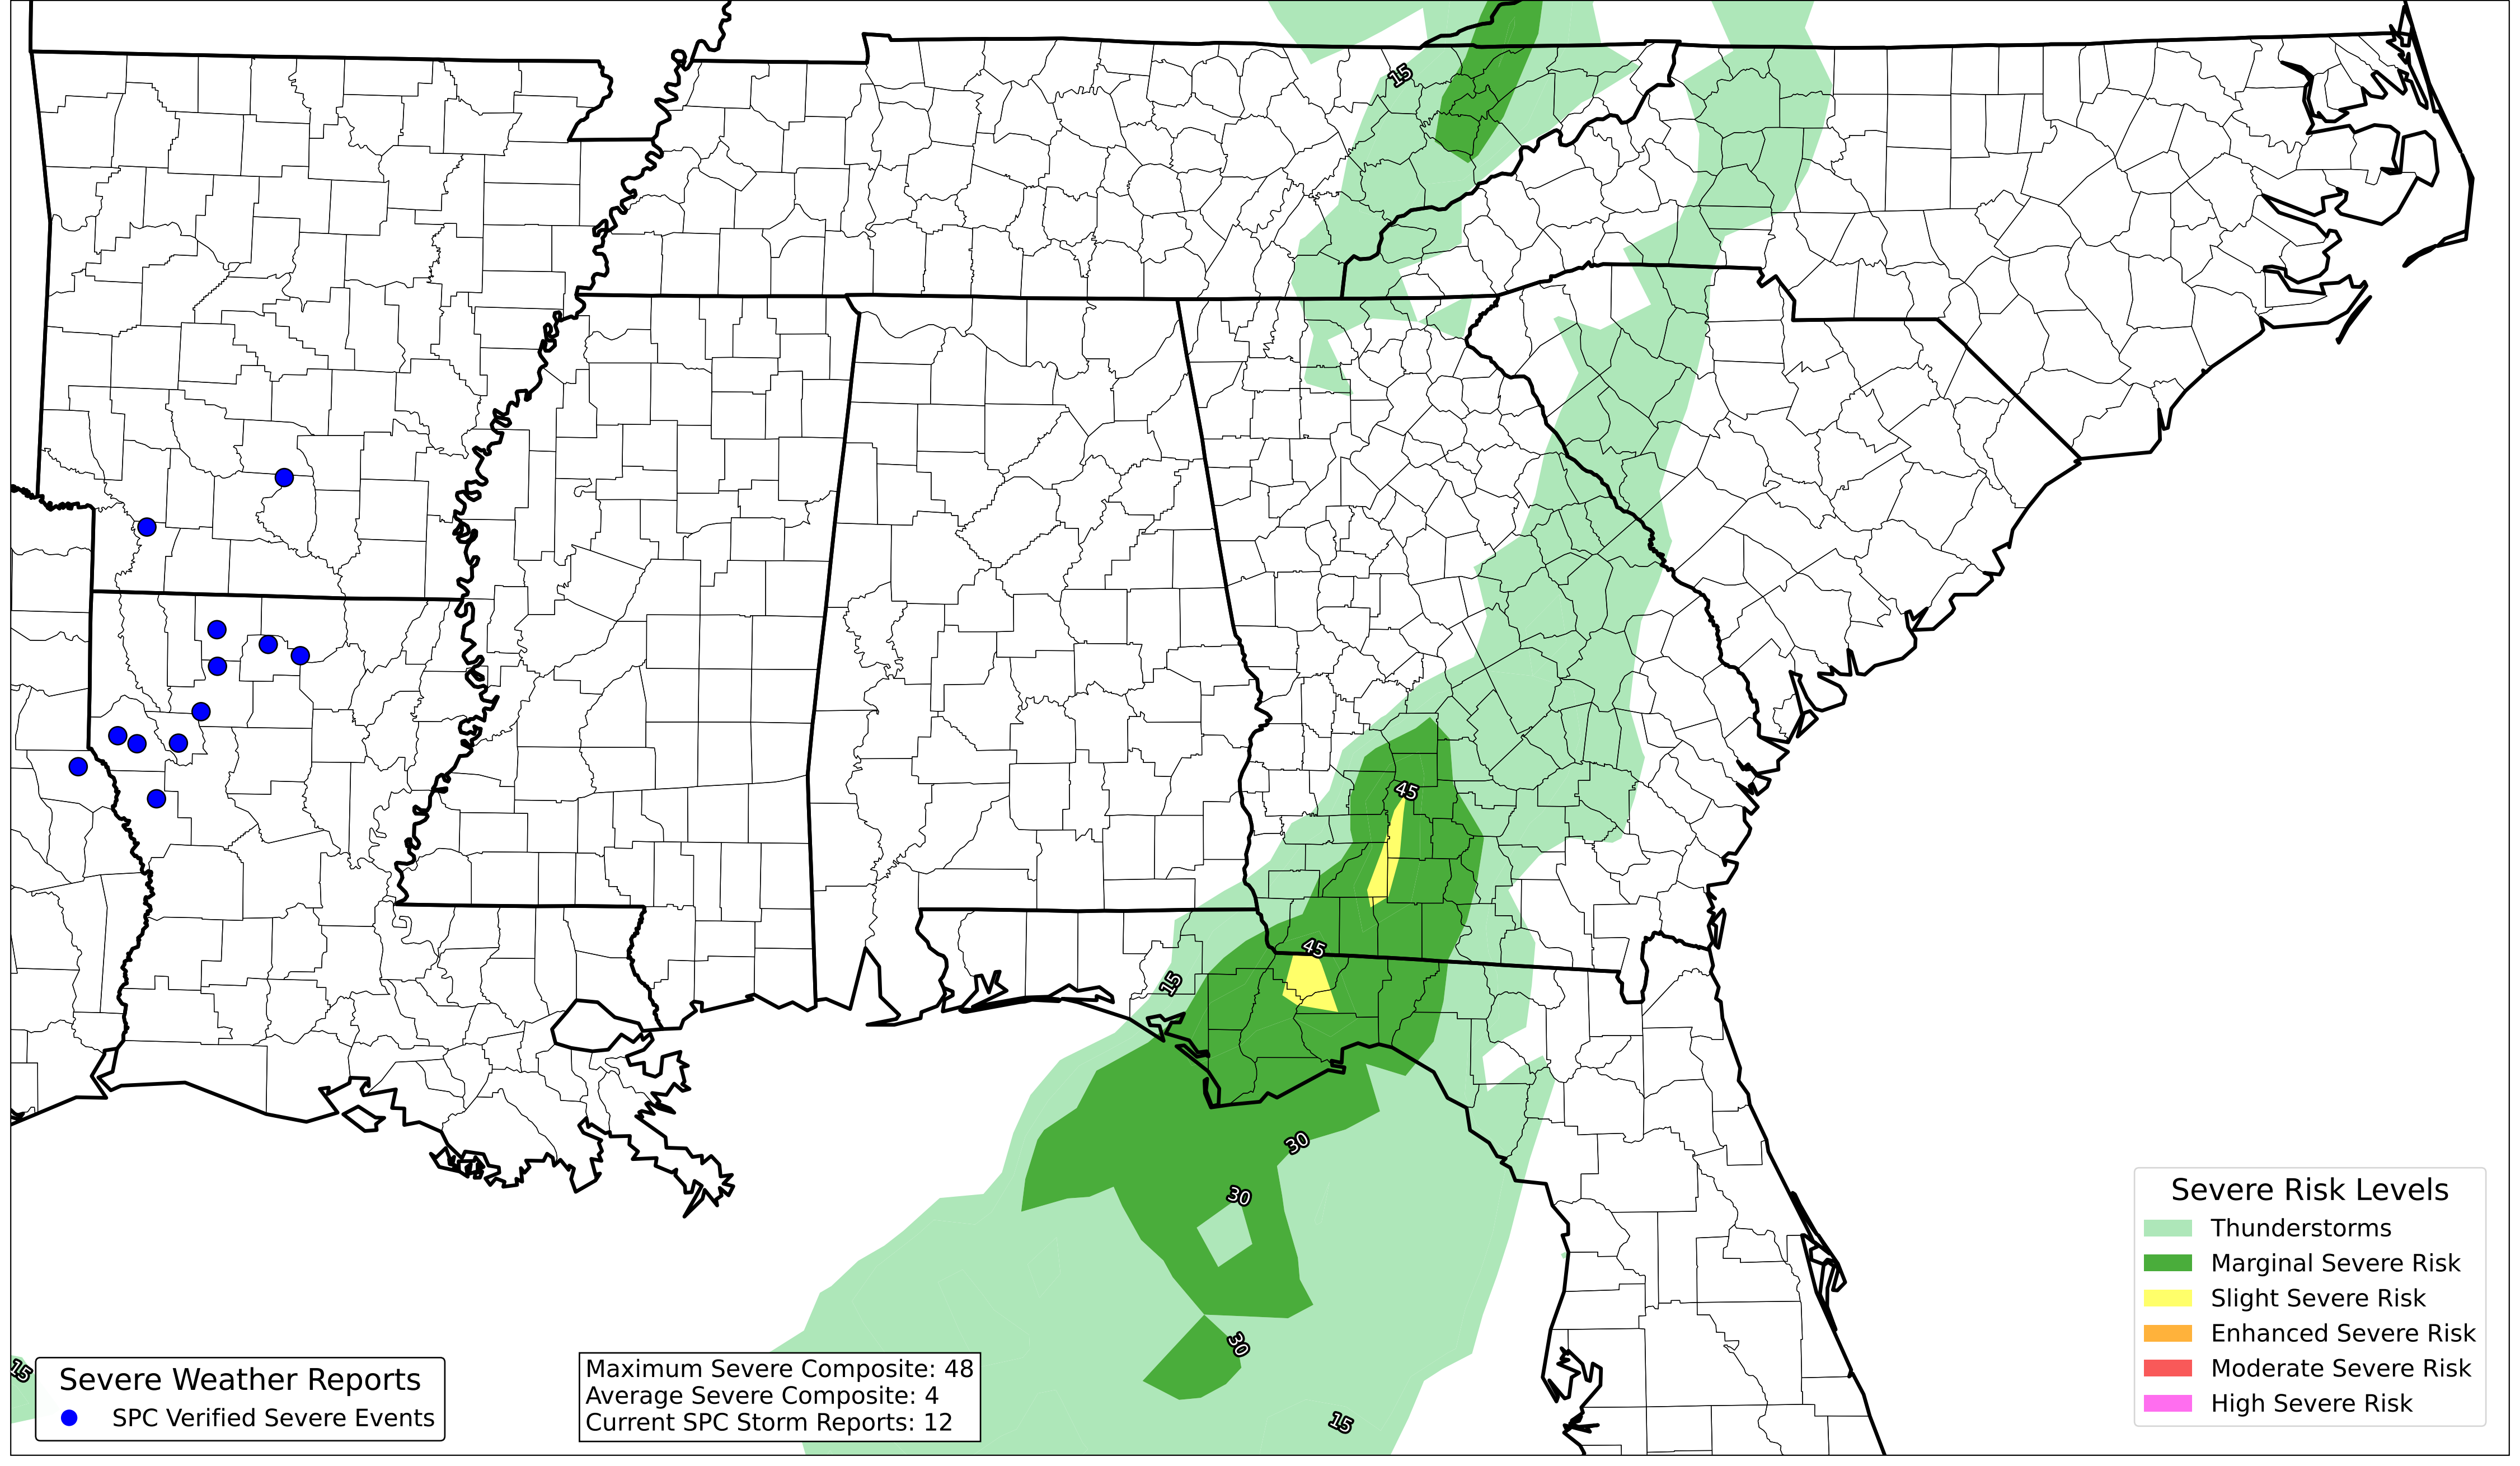 15
45
45
15
30
30
30
15
15
Severe Weather Reports
SPC Verified Severe Events
Maximum Severe Composite: 48
Average Severe Composite: 4
Current SPC Storm Reports: 12
Severe Risk Levels
Thunderstorms
Marginal Severe Risk
Slight Severe Risk
Enhanced Severe Risk
Moderate Severe Risk
High Severe Risk